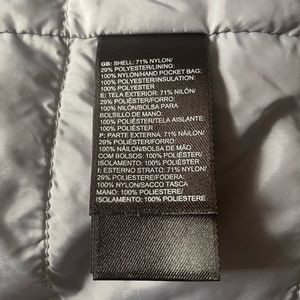 GB: SHELL: 71% NYLON/
29% POLYESTER/LINING:
100% NYLON/HAND POCKET BAG:
100% POLYESTER/INSULATION:
100% POLYESTER
E: TELA EXTERIOR: 71% NILÓN/
29% POLIÉSTER/FORRO:
100% NILÓN/BOLSILLO DE MANO:
100% POLIÉSTER/TELA AISLANTE:
100% POLIÉSTER
P: PARTE EXTERNA: 71% NÁILON/
29% POLIÉSTER/FORRO:
100% NÁILON/BOLSA DE MÃO
COM BOLSOS: 100% POLIÉSTER/
ISOLAMENTO: 100% POLIÉSTER
I: ESTERNO STRATO: 71% NYLON/
29% POLIESTERE/FODERA:
100% NYLON/SACCO TASCA
MANO: 100% POLIESTERE/
ISOLAMENTO: 100% POLIESTERE